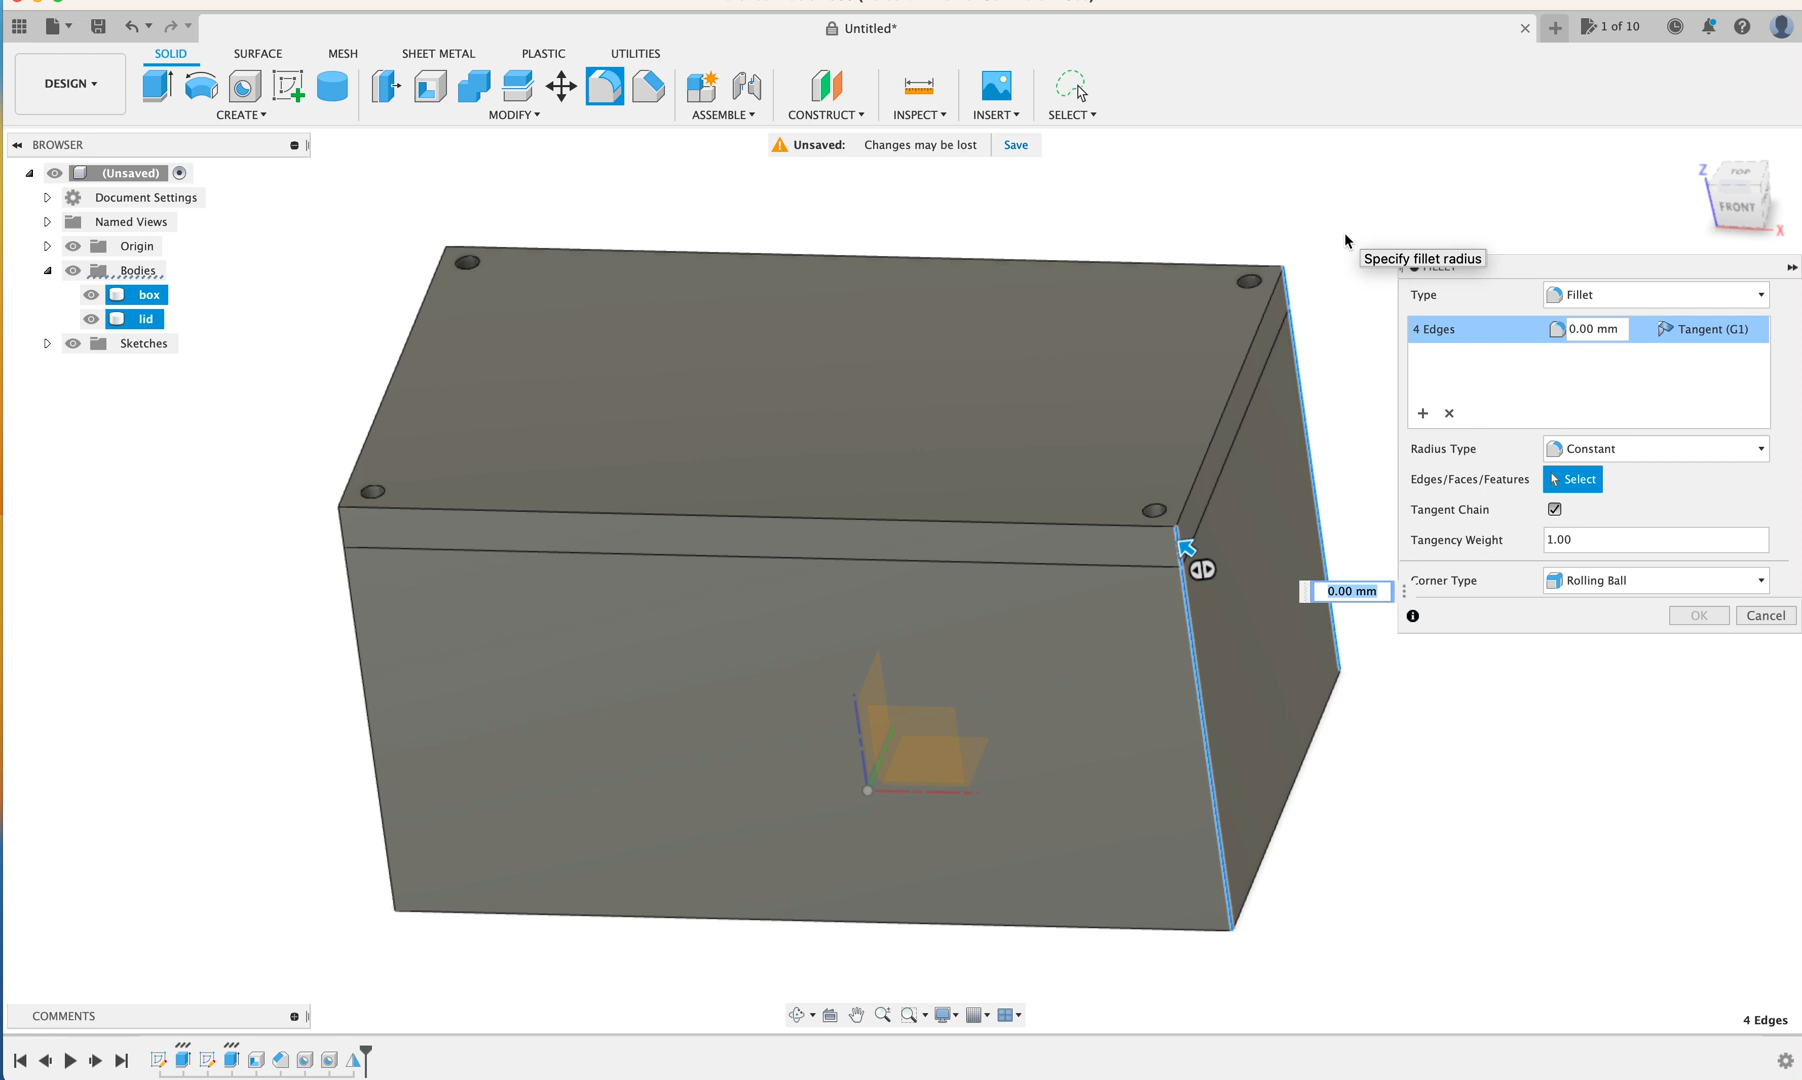 Untitled*
1 of 10
DESIGN
SOLID
SURFACE
MESH
SHEET METAL
PLASTIC
UTILITIES
CREATE
MODIFY
ASSEMBLE
CONSTRUCT
INSPECT
INSERT
SELECT
BROWSER
Unsaved: Changes may be lost
Save
(Unsaved)
Document Settings
Named Views
Origin
Bodies
box
lid
Sketches
TOP
FRONT
Z
X
Specify fillet radius
FILLET
Type
Fillet
4 Edges
0.00 mm
Tangent (G1)
Radius Type
Constant
Edges/Faces/Features
Select
Tangent Chain
Tangency Weight
1.00
Corner Type
Rolling Ball
OK
Cancel
0.00 mm
COMMENTS
4 Edges